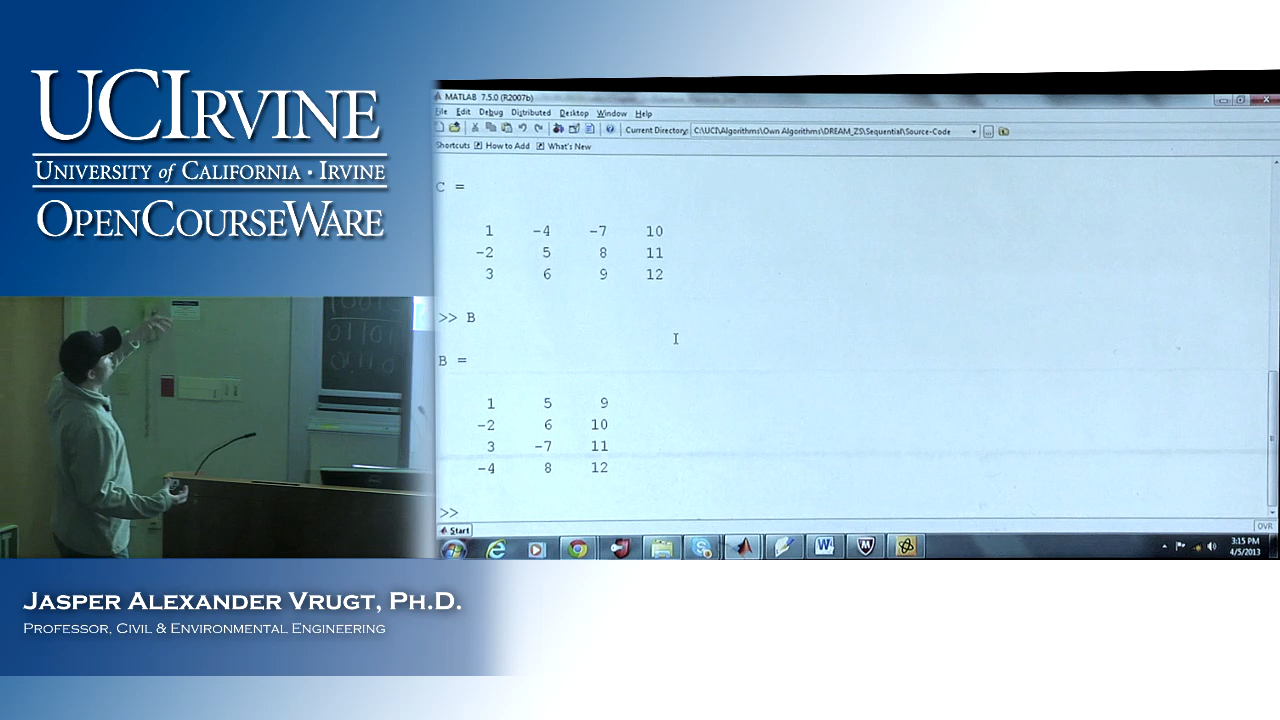 UCIRVINE
UNIVERSITY of CALIFORNIA · IRVINE
OPENCOURSEWARE
MATLAB 7.5.0 (R2007b)
File Edit Debug Distributed Desktop Window Help
Current Directory: C:\UCI\Algorithms\Own Algorithms\DREAM_ZS\Sequential\Source-Code
Shortcuts How to Add What's New
C =
1 -4 -7 10
-2 5 8 11
3 6 9 12
>> B
B =
1 5 9
-2 6 10
3 -7 11
-4 8 12
>>
Start
OVR
3:15 PM
4/5/2013
JASPER ALEXANDER VRUGT, PH.D.
PROFESSOR, CIVIL & ENVIRONMENTAL ENGINEERING